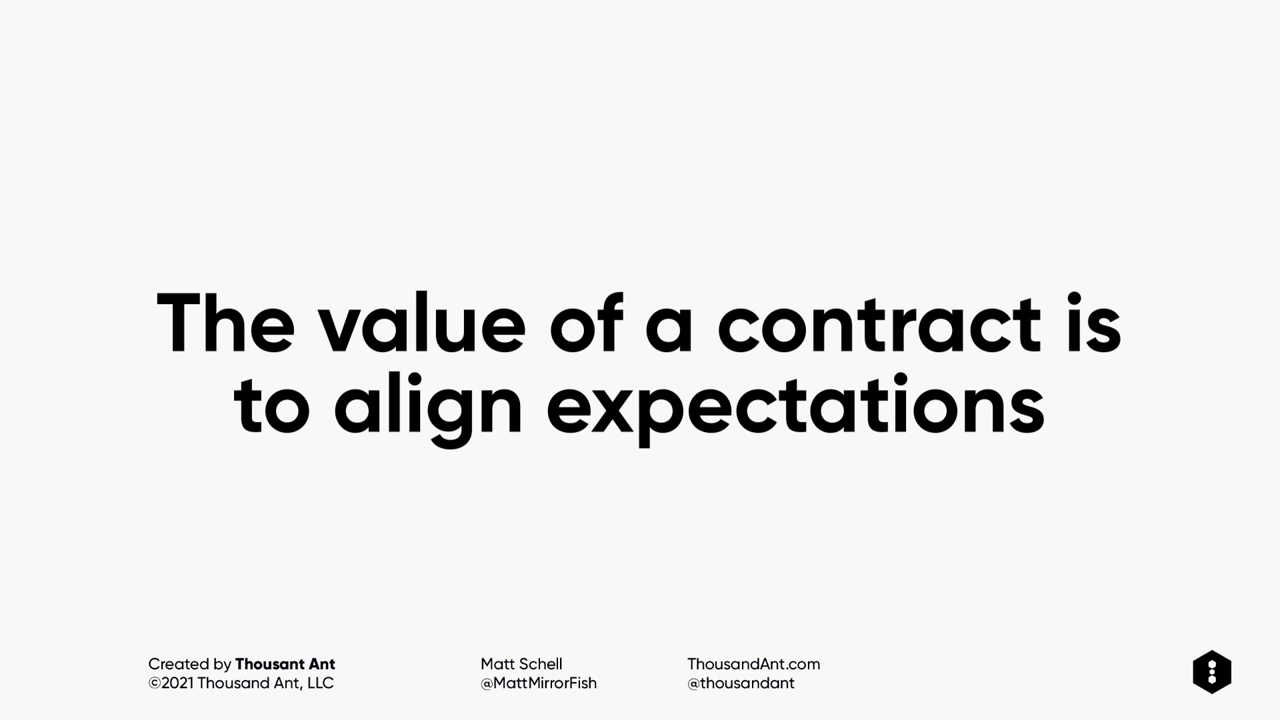 The value of a contract is
to align expectations
Created by Thousant Ant
©2021 Thousand Ant, LLC
Matt Schell
@MattMirrorFish
ThousandAnt.com
@thousandant